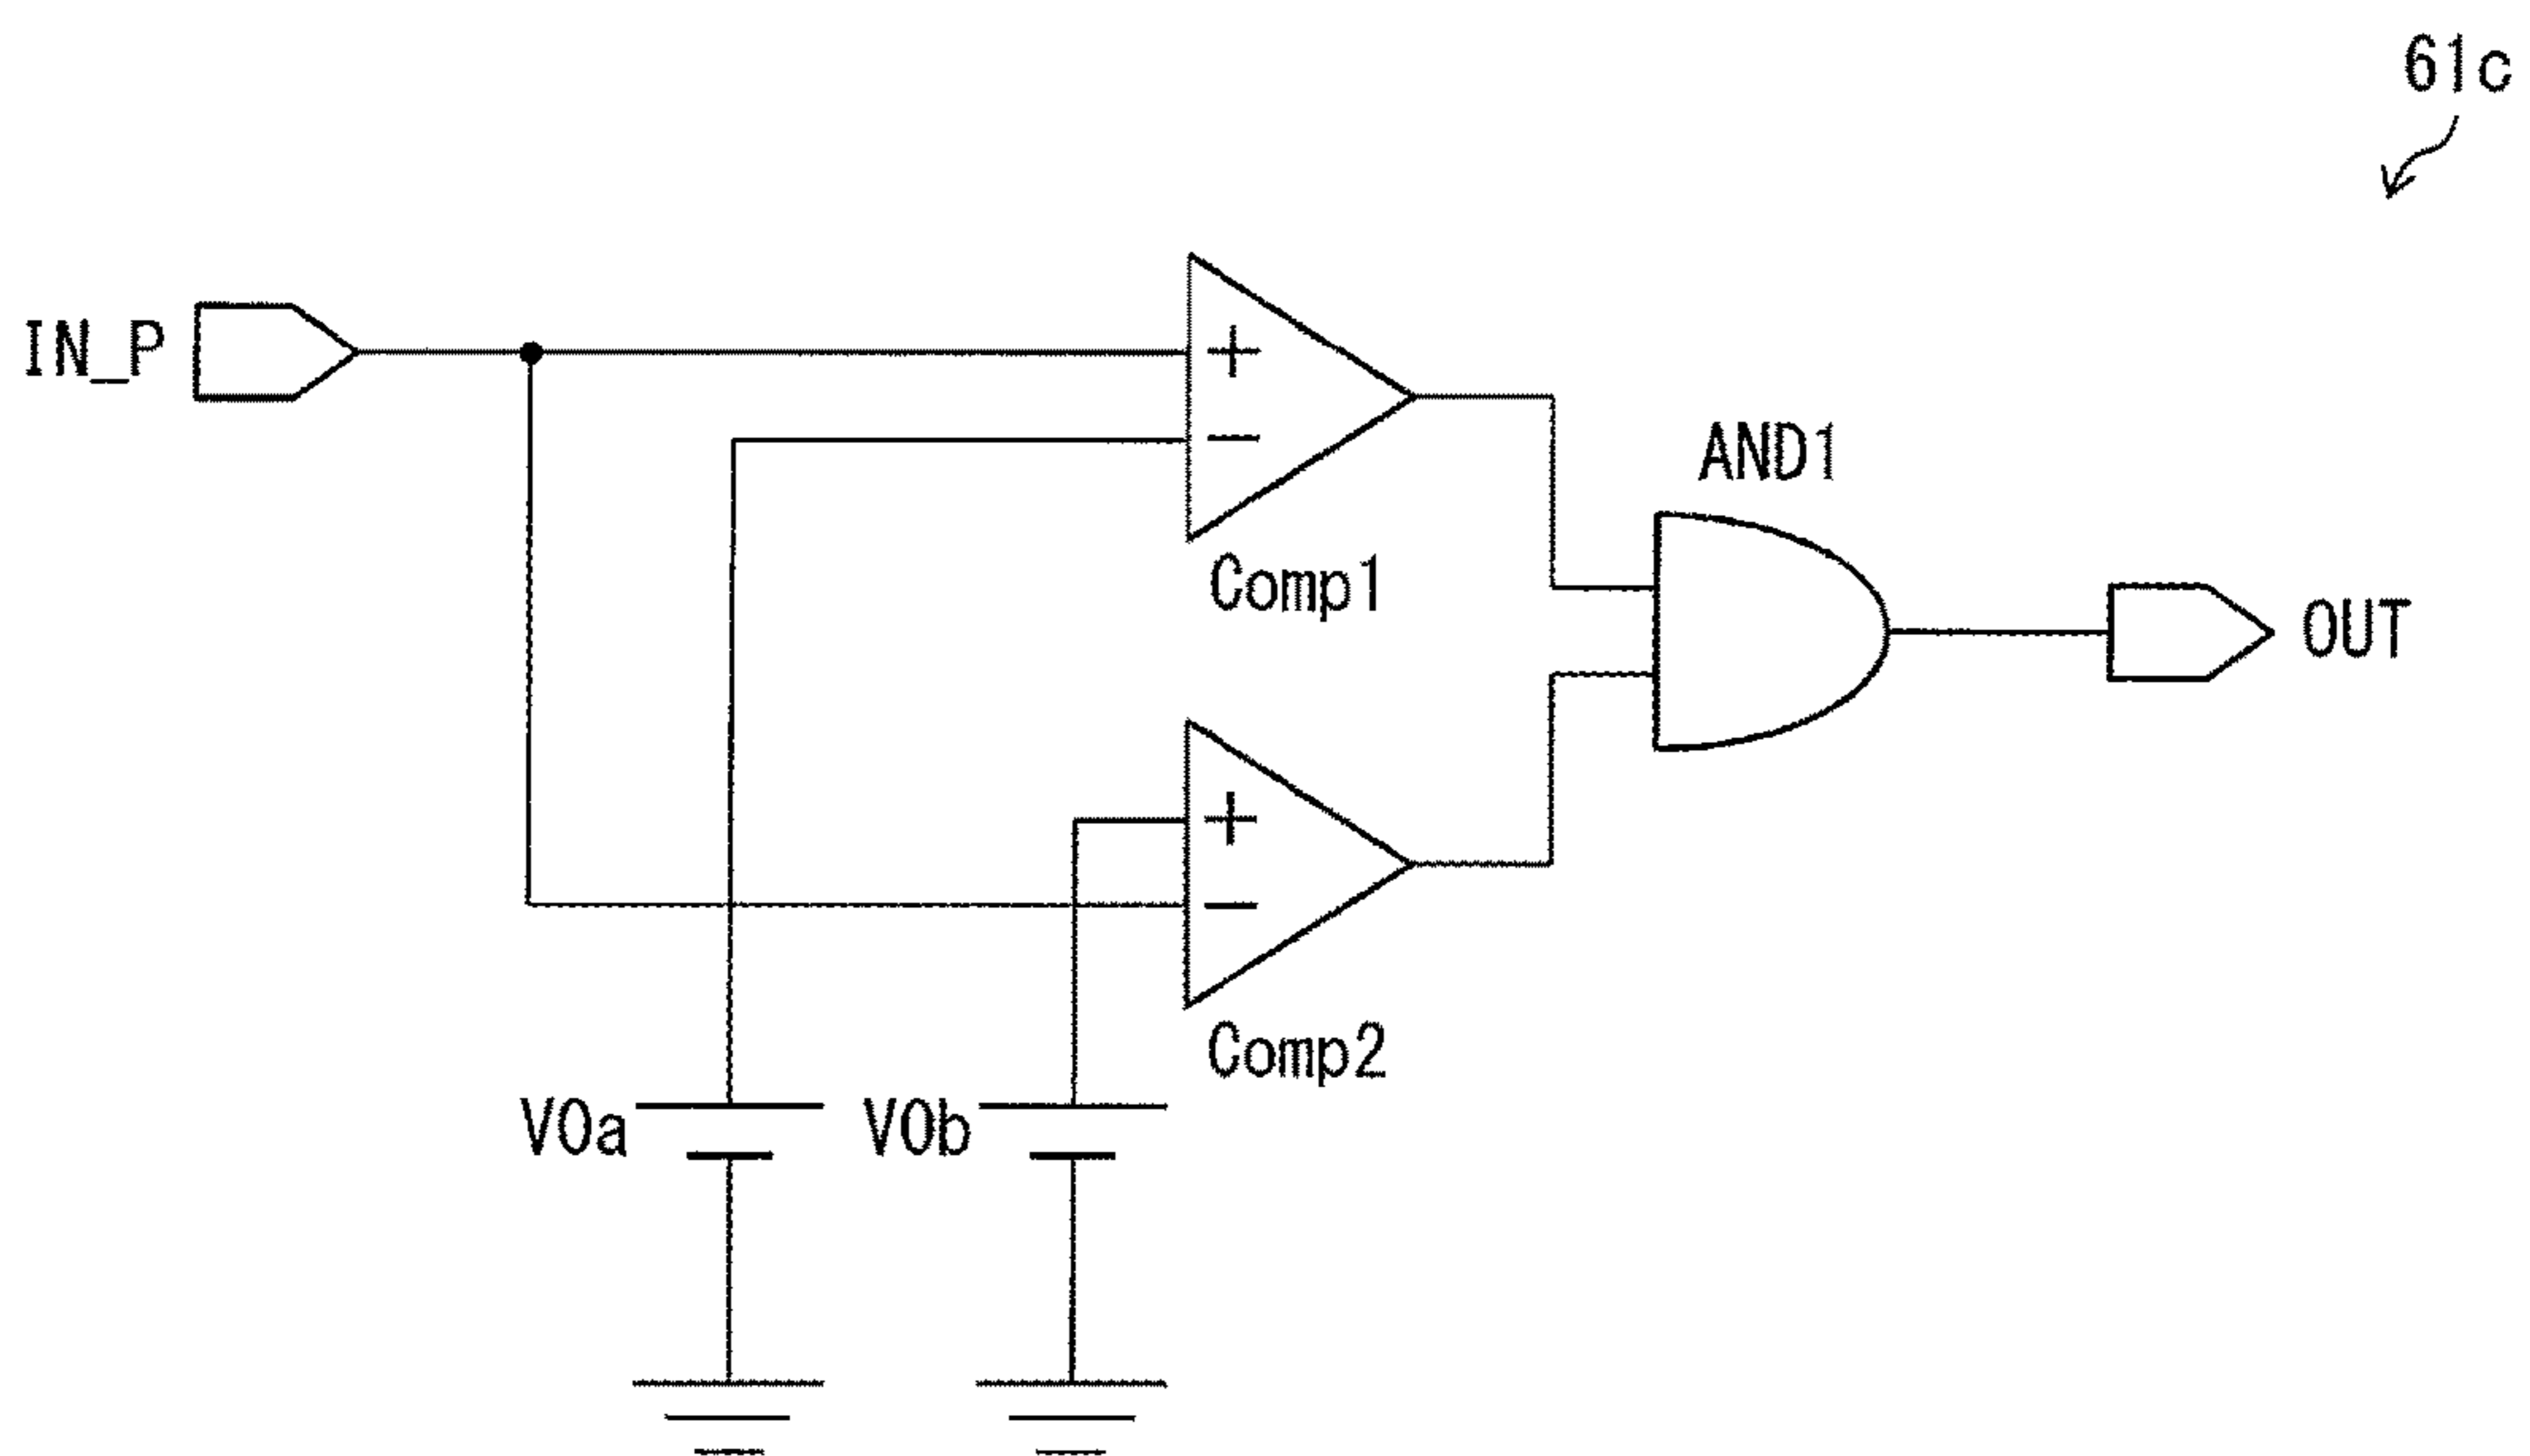 61c
IN_P
+
−
AND1
Comp1
OUT
+
−
Comp2
V0a
V0b